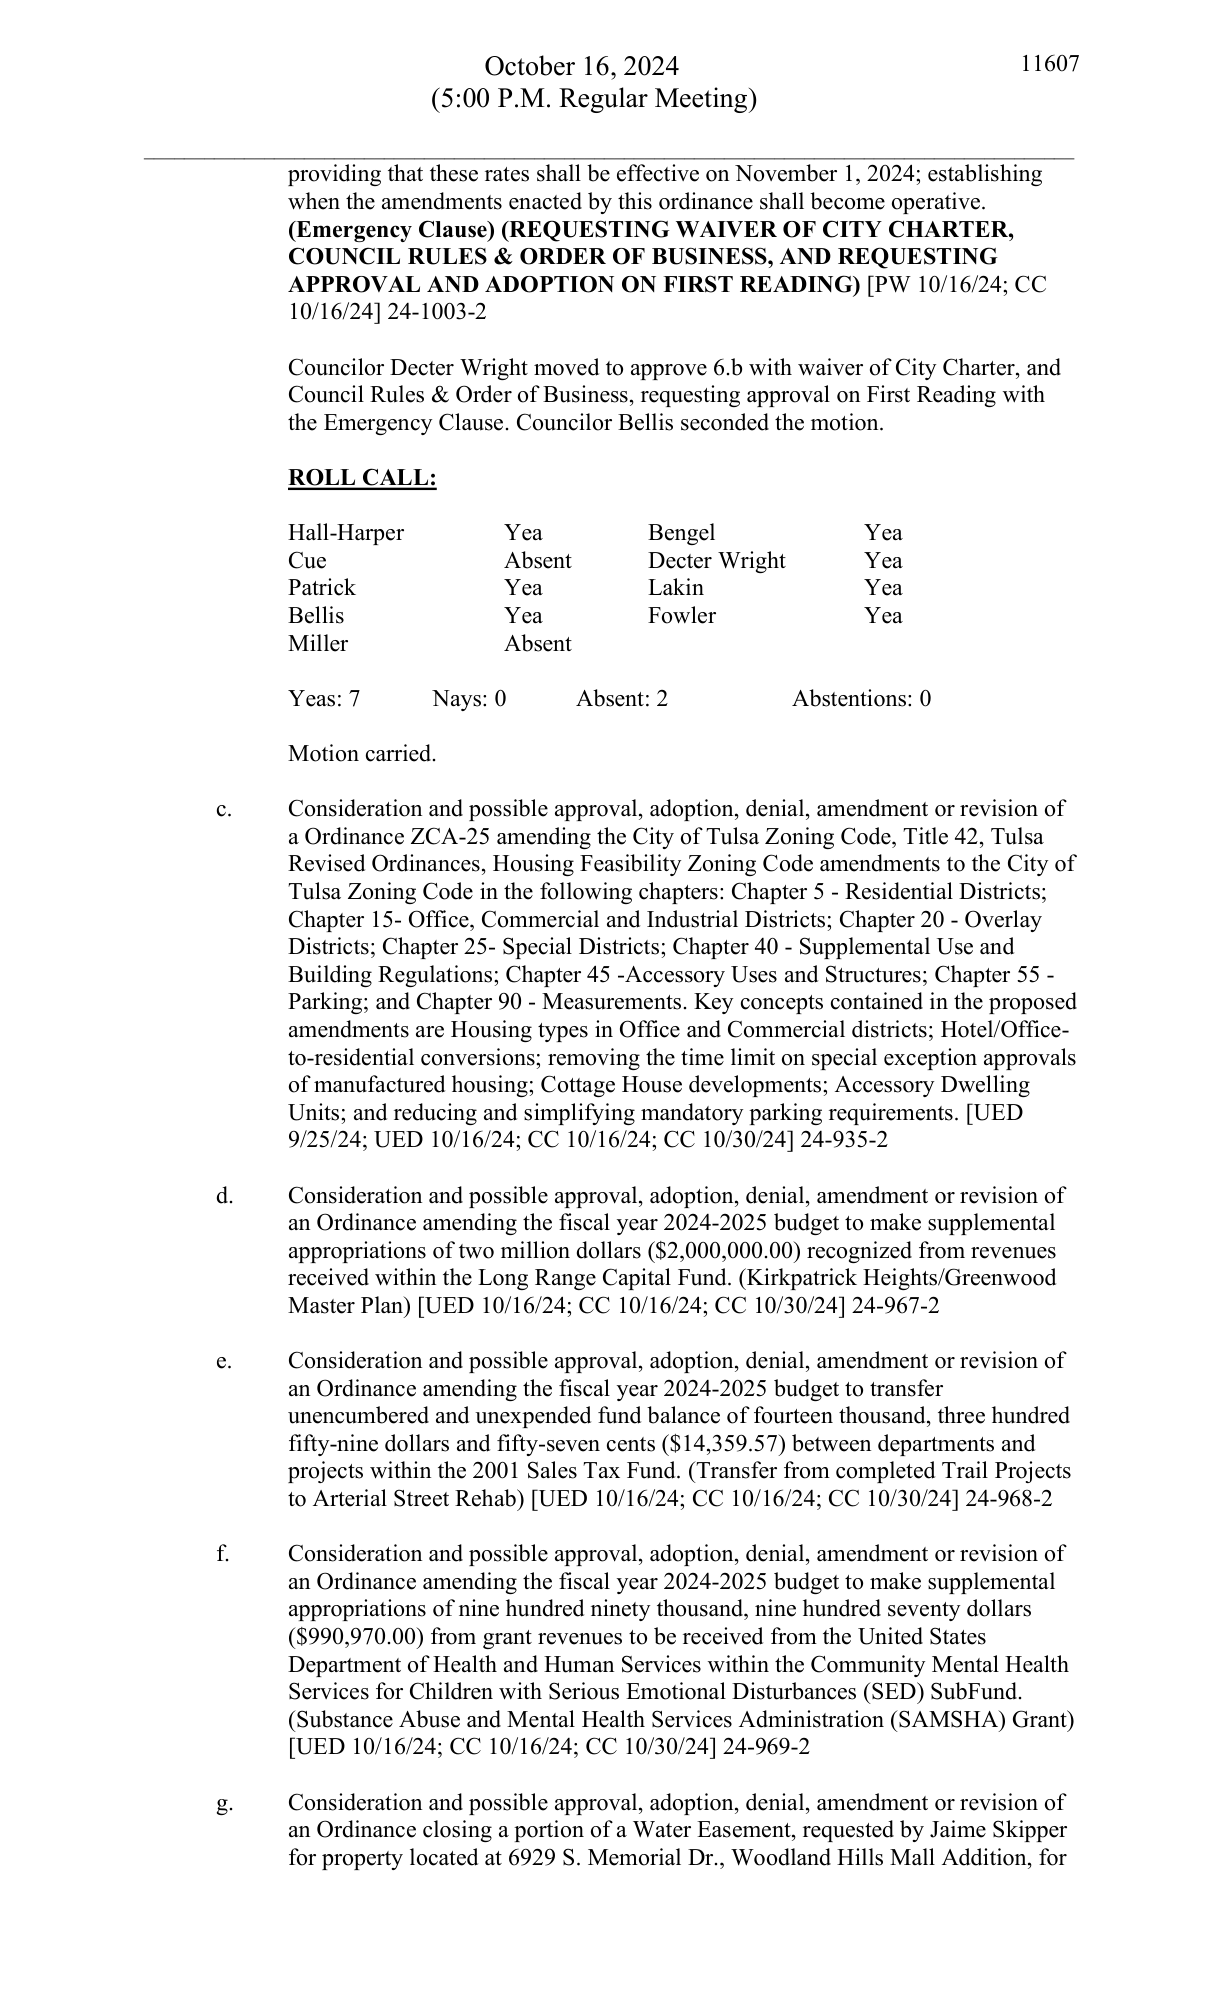 October 16, 2024
11607
(5:00 P.M. Regular Meeting)
providing that these rates shall be effective on November 1, 2024; establishing
when the amendments enacted by this ordinance shall become operative.
(Emergency Clause) (REQUESTING WAIVER OF CITY CHARTER,
COUNCIL RULES & ORDER OF BUSINESS, AND REQUESTING
APPROVAL AND ADOPTION ON FIRST READING) [PW 10/16/24; CC
10/16/24] 24-1003-2
Councilor Decter Wright moved to approve 6.b with waiver of City Charter, and
Council Rules & Order of Business, requesting approval on First Reading with
the Emergency Clause. Councilor Bellis seconded the motion.
ROLL CALL:
Hall-Harper Yea Bengel Yea
Cue Absent Decter Wright Yea
Patrick Yea Lakin Yea
Bellis Yea Fowler Yea
Miller Absent
Yeas: 7 Nays: 0 Absent: 2 Abstentions: 0
Motion carried.
c. Consideration and possible approval, adoption, denial, amendment or revision of
a Ordinance ZCA-25 amending the City of Tulsa Zoning Code, Title 42, Tulsa
Revised Ordinances, Housing Feasibility Zoning Code amendments to the City of
Tulsa Zoning Code in the following chapters: Chapter 5 - Residential Districts;
Chapter 15- Office, Commercial and Industrial Districts; Chapter 20 - Overlay
Districts; Chapter 25- Special Districts; Chapter 40 - Supplemental Use and
Building Regulations; Chapter 45 -Accessory Uses and Structures; Chapter 55 -
Parking; and Chapter 90 - Measurements. Key concepts contained in the proposed
amendments are Housing types in Office and Commercial districts; Hotel/Office-
to-residential conversions; removing the time limit on special exception approvals
of manufactured housing; Cottage House developments; Accessory Dwelling
Units; and reducing and simplifying mandatory parking requirements. [UED
9/25/24; UED 10/16/24; CC 10/16/24; CC 10/30/24] 24-935-2
d. Consideration and possible approval, adoption, denial, amendment or revision of
an Ordinance amending the fiscal year 2024-2025 budget to make supplemental
appropriations of two million dollars ($2,000,000.00) recognized from revenues
received within the Long Range Capital Fund. (Kirkpatrick Heights/Greenwood
Master Plan) [UED 10/16/24; CC 10/16/24; CC 10/30/24] 24-967-2
e. Consideration and possible approval, adoption, denial, amendment or revision of
an Ordinance amending the fiscal year 2024-2025 budget to transfer
unencumbered and unexpended fund balance of fourteen thousand, three hundred
fifty-nine dollars and fifty-seven cents ($14,359.57) between departments and
projects within the 2001 Sales Tax Fund. (Transfer from completed Trail Projects
to Arterial Street Rehab) [UED 10/16/24; CC 10/16/24; CC 10/30/24] 24-968-2
f. Consideration and possible approval, adoption, denial, amendment or revision of
an Ordinance amending the fiscal year 2024-2025 budget to make supplemental
appropriations of nine hundred ninety thousand, nine hundred seventy dollars
($990,970.00) from grant revenues to be received from the United States
Department of Health and Human Services within the Community Mental Health
Services for Children with Serious Emotional Disturbances (SED) SubFund.
(Substance Abuse and Mental Health Services Administration (SAMSHA) Grant)
[UED 10/16/24; CC 10/16/24; CC 10/30/24] 24-969-2
g. Consideration and possible approval, adoption, denial, amendment or revision of
an Ordinance closing a portion of a Water Easement, requested by Jaime Skipper
for property located at 6929 S. Memorial Dr., Woodland Hills Mall Addition, for